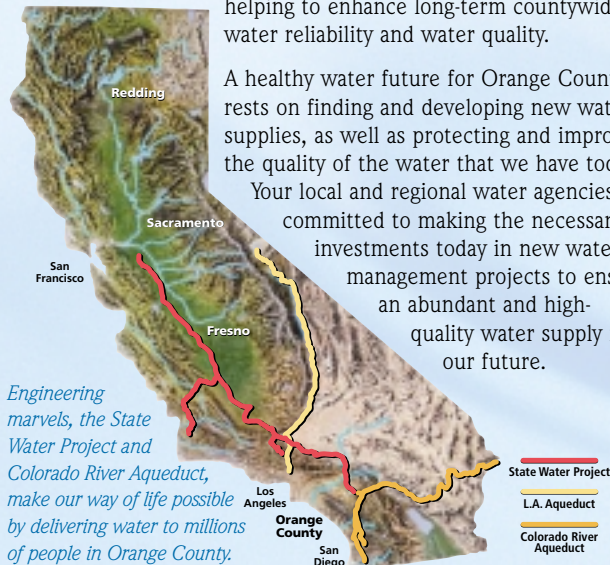 helping to enhance long-term countywid
water reliability and water quality.
A healthy water future for Orange Coun
rests on finding and developing new wat
supplies, as well as protecting and impro
the quality of the water that we have too
Your local and regional water agencies
committed to making the necessar
investments today in new wate
management projects to ens
an abundant and high-
quality water supply
our future.
Redding
Sacramento
San
Francisco
Fresno
Engineering
marvels, the State
Water Project and
Colorado River Aqueduct,
make our way of life possible
by delivering water to millions
of people in Orange County.
Los
Angeles
Orange
County
San
Diego
State Water Project
L.A. Aqueduct
Colorado River
Aqueduct